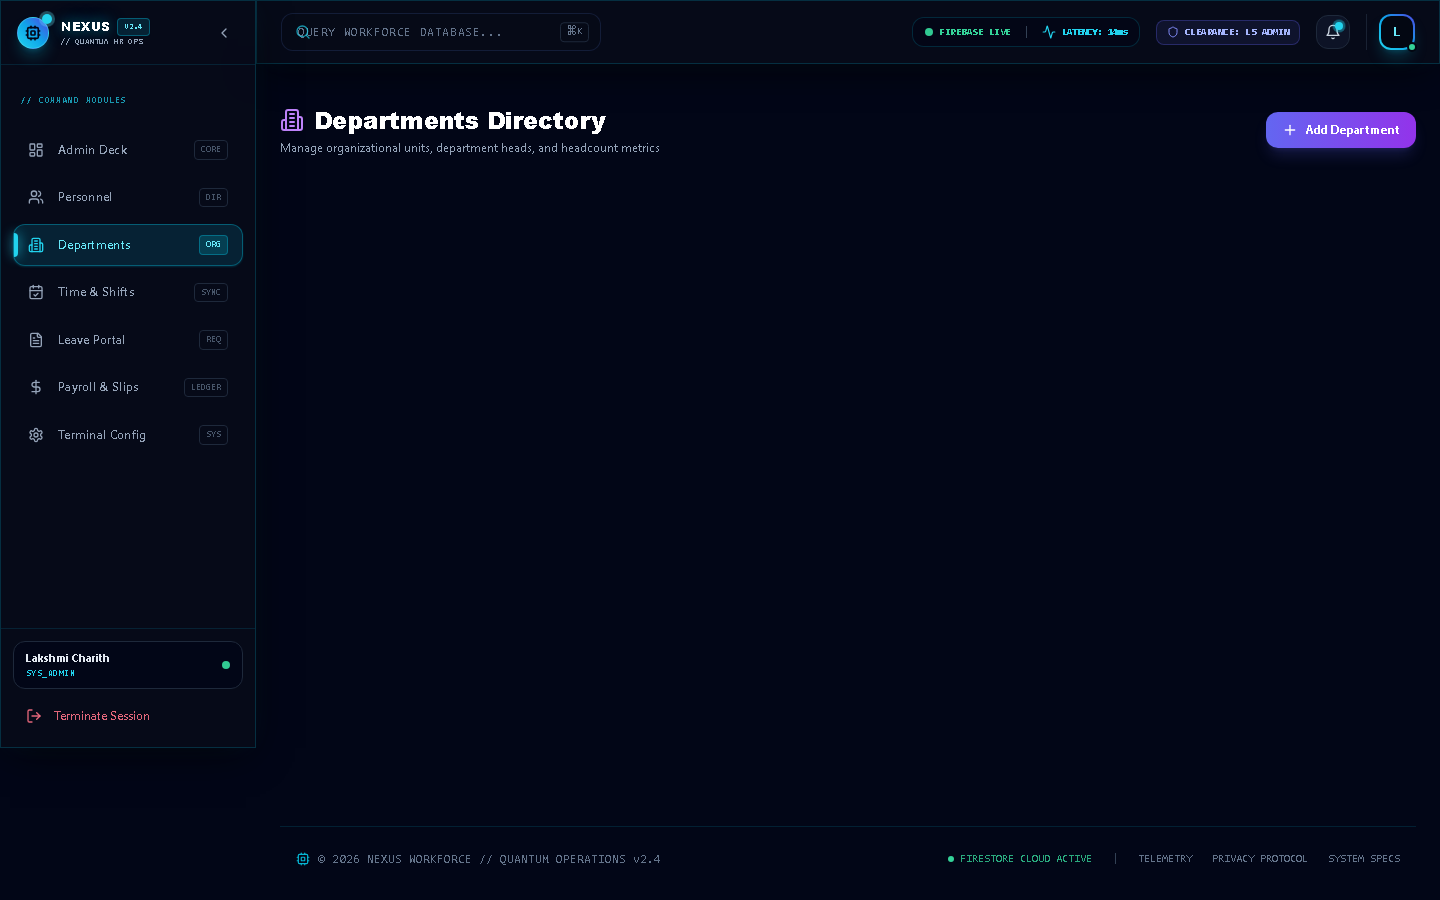 NEXUS V2.4
// QUANTUM HR OPS
QUERY WORKFORCE DATABASE...
⌘K
FIREBASE LIVE
LATENCY: 14ms
CLEARANCE: L5 ADMIN
L
// COMMAND MODULES
Admin Deck CORE
Personnel DIR
Departments ORG
Time & Shifts SYNC
Leave Portal REQ
Payroll & Slips LEDGER
Terminal Config SYS
Lakshmi Charith
SYS_ADMIN
Terminate Session
Departments Directory
Manage organizational units, department heads, and headcount metrics
Add Department
© 2026 NEXUS WORKFORCE // QUANTUM OPERATIONS v2.4
FIRESTORE CLOUD ACTIVE
TELEMETRY
PRIVACY PROTOCOL
SYSTEM SPECS